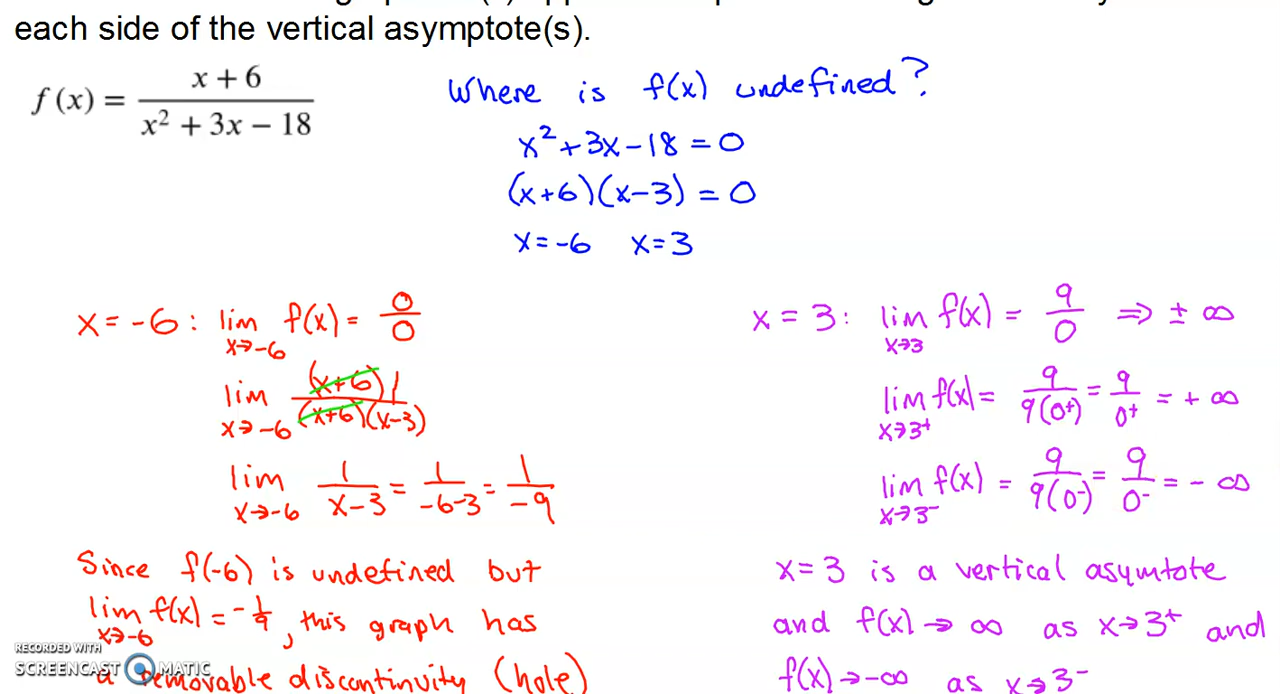 each side of the vertical asymptote(s).
f (x) = x + 6 / x² + 3x − 18
Where is f(x) undefined?
x² + 3x − 18 = 0
(x+6)(x−3) = 0
x = −6 x = 3
x = −6 : lim x→−6 f(x) = 0/0
lim x→−6 (x+6) 1 / (x+6)(x−3)
lim x→−6 1/x−3 = 1/−6−3 = 1/−9
Since f(−6) is undefined but
lim x→−6 f(x) = −1/9, this graph has
a removable discontinuity (hole)
x = 3 : lim x→3 f(x) = 9/0 ⇒ ± ∞
lim x→3⁺ f(x) = 9/9(0⁺) = 9/0⁺ = + ∞
lim x→3⁻ f(x) = 9/9(0⁻) = 9/0⁻ = − ∞
x = 3 is a vertical asymtote
and f(x) → ∞ as x→3⁺ and
f(x) → −∞ as x→3⁻
RECORDED WITH
SCREENCAST MATIC